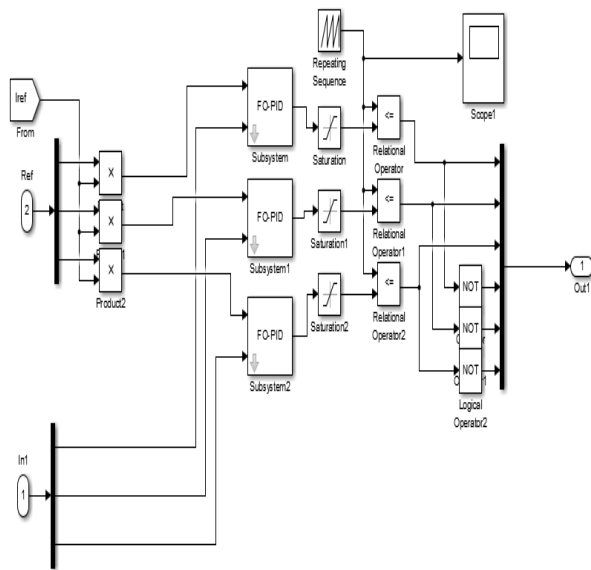 Iref
From
Ref
2
X
X
X
Product2
FO-PID
Subsystem
FO-PID
Subsystem1
FO-PID
Subsystem2
Repeating
Sequence
Saturation
Saturation1
Saturation2
<=
Relational
Operator
<=
Relational
Operator1
<=
Relational
Operator2
Scope1
NOT
NOT
NOT
Logical
Operator2
1
Out1
In1
1